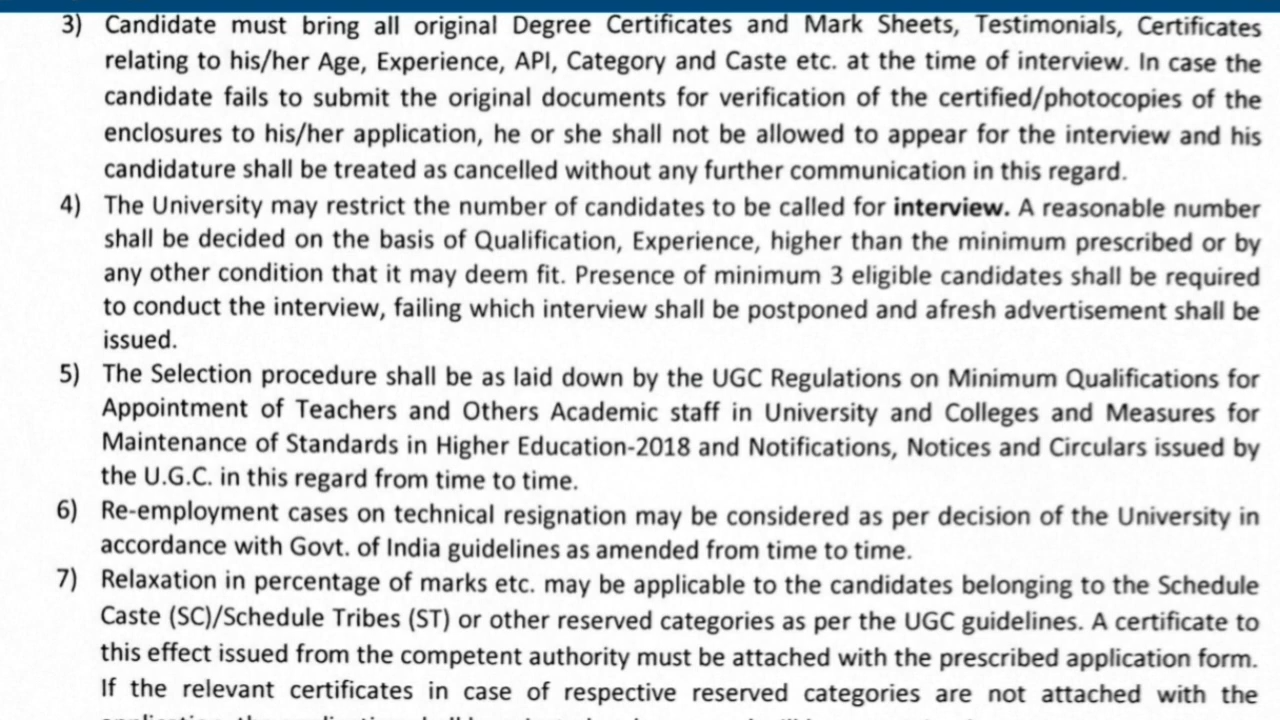 3) Candidate must bring all original Degree Certificates and Mark Sheets, Testimonials, Certificates
relating to his/her Age, Experience, API, Category and Caste etc. at the time of interview. In case the
candidate fails to submit the original documents for verification of the certified/photocopies of the
enclosures to his/her application, he or she shall not be allowed to appear for the interview and his
candidature shall be treated as cancelled without any further communication in this regard.
4) The University may restrict the number of candidates to be called for interview. A reasonable number
shall be decided on the basis of Qualification, Experience, higher than the minimum prescribed or by
any other condition that it may deem fit. Presence of minimum 3 eligible candidates shall be required
to conduct the interview, failing which interview shall be postponed and afresh advertisement shall be
issued.
5) The Selection procedure shall be as laid down by the UGC Regulations on Minimum Qualifications for
Appointment of Teachers and Others Academic staff in University and Colleges and Measures for
Maintenance of Standards in Higher Education-2018 and Notifications, Notices and Circulars issued by
the U.G.C. in this regard from time to time.
6) Re-employment cases on technical resignation may be considered as per decision of the University in
accordance with Govt. of India guidelines as amended from time to time.
7) Relaxation in percentage of marks etc. may be applicable to the candidates belonging to the Schedule
Caste (SC)/Schedule Tribes (ST) or other reserved categories as per the UGC guidelines. A certificate to
this effect issued from the competent authority must be attached with the prescribed application form.
If the relevant certificates in case of respective reserved categories are not attached with the